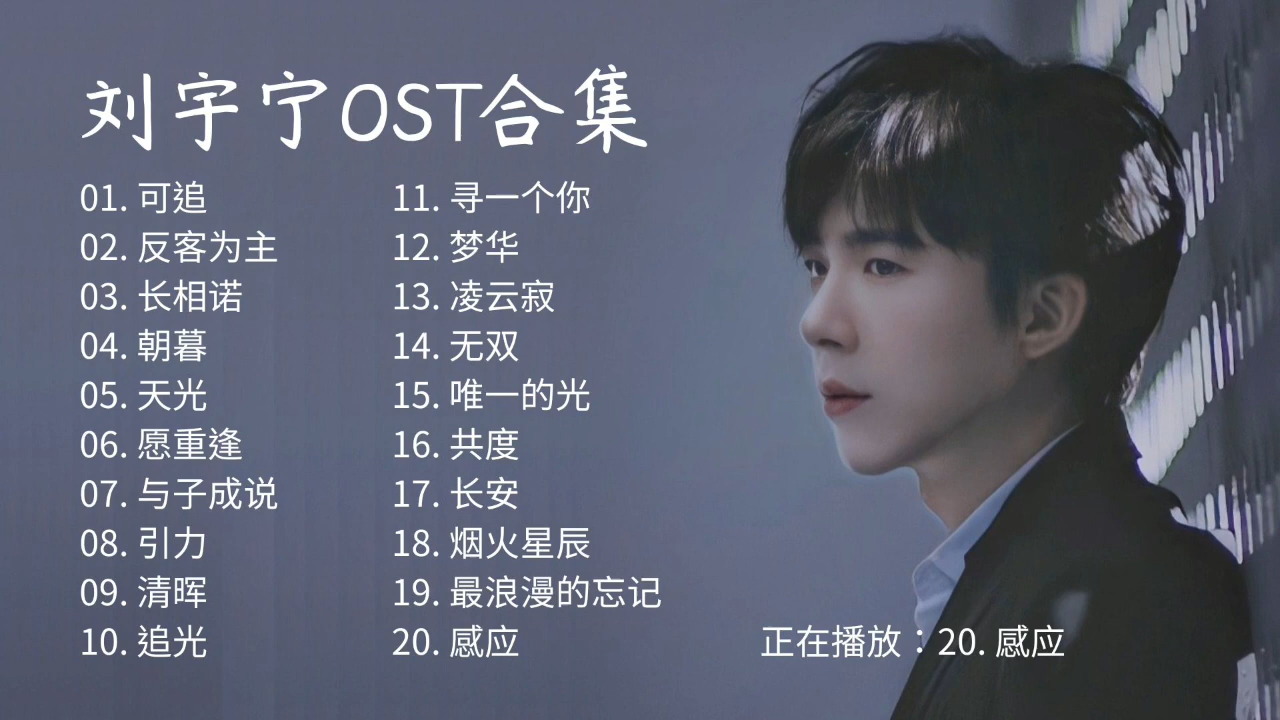 刘宇宁OST合集
01. 可追
02. 反客为主
03. 长相诺
04. 朝暮
05. 天光
06. 愿重逢
07. 与子成说
08. 引力
09. 清晖
10. 追光
11. 寻一个你
12. 梦华
13. 凌云寂
14. 无双
15. 唯一的光
16. 共度
17. 长安
18. 烟火星辰
19. 最浪漫的忘记
20. 感应
正在播放：20. 感应